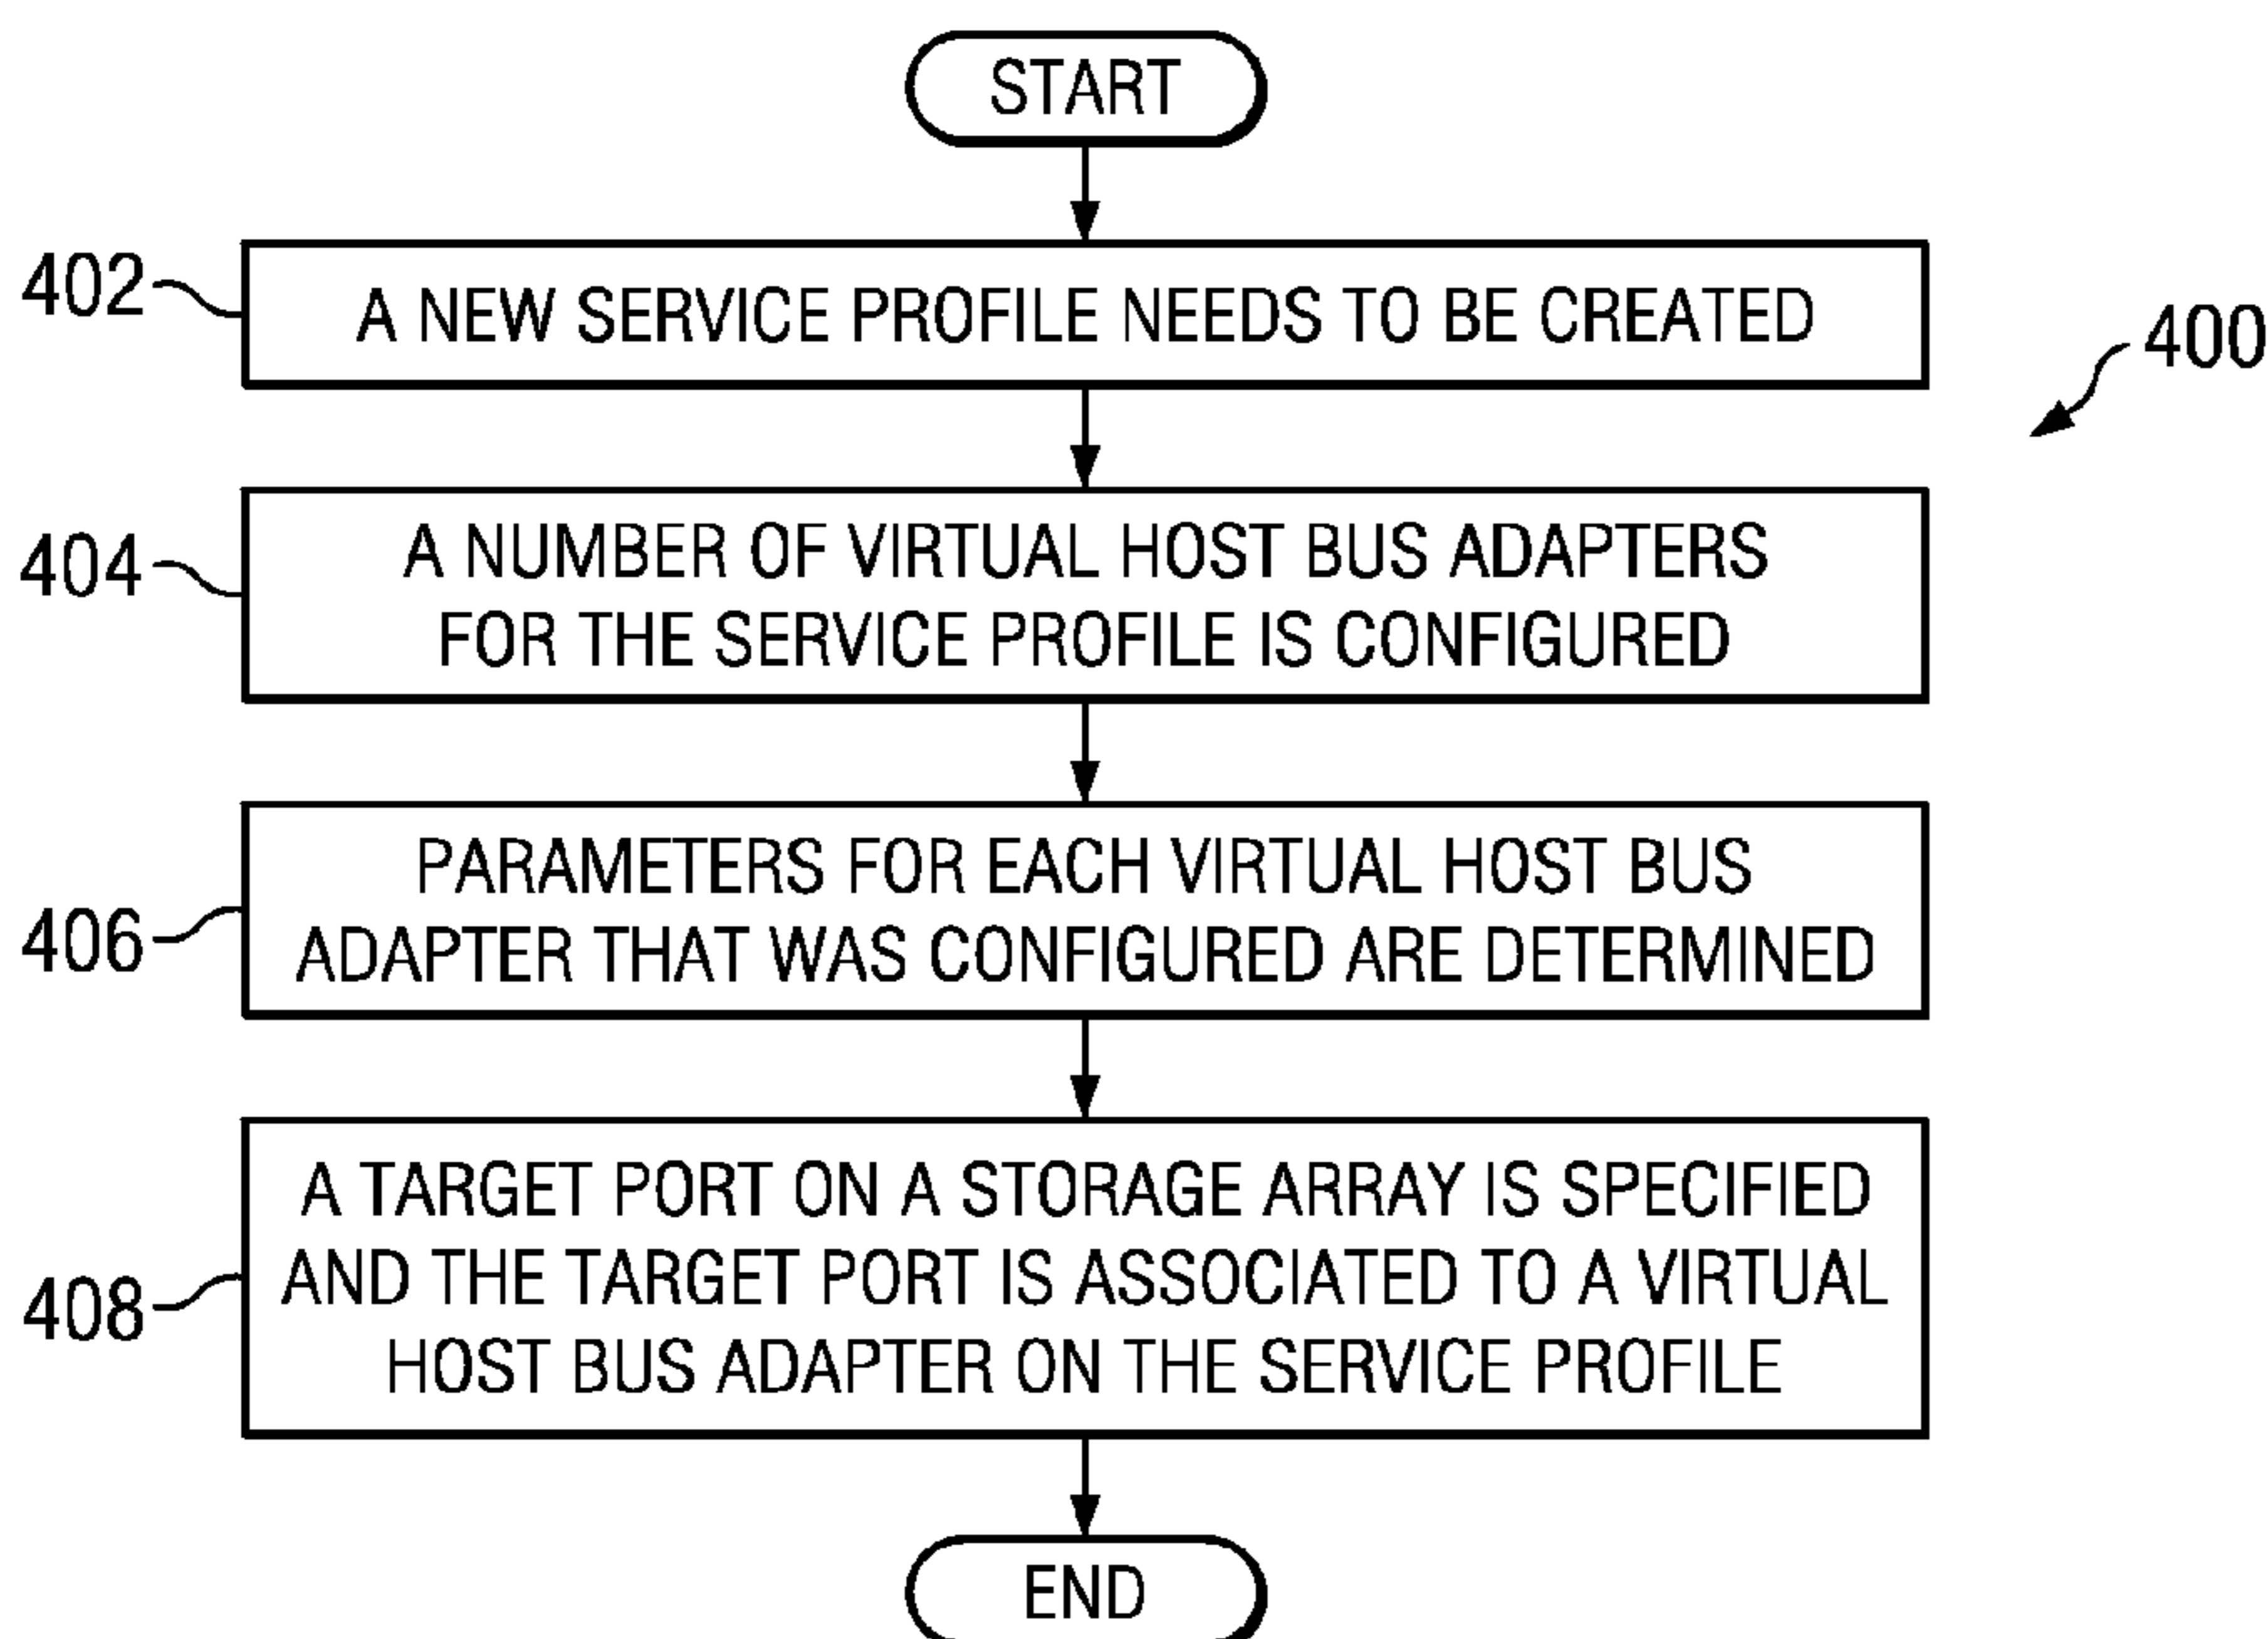 START
402
A NEW SERVICE PROFILE NEEDS TO BE CREATED
400
404
A NUMBER OF VIRTUAL HOST BUS ADAPTERS
FOR THE SERVICE PROFILE IS CONFIGURED
406
PARAMETERS FOR EACH VIRTUAL HOST BUS
ADAPTER THAT WAS CONFIGURED ARE DETERMINED
408
A TARGET PORT ON A STORAGE ARRAY IS SPECIFIED
AND THE TARGET PORT IS ASSOCIATED TO A VIRTUAL
HOST BUS ADAPTER ON THE SERVICE PROFILE
END